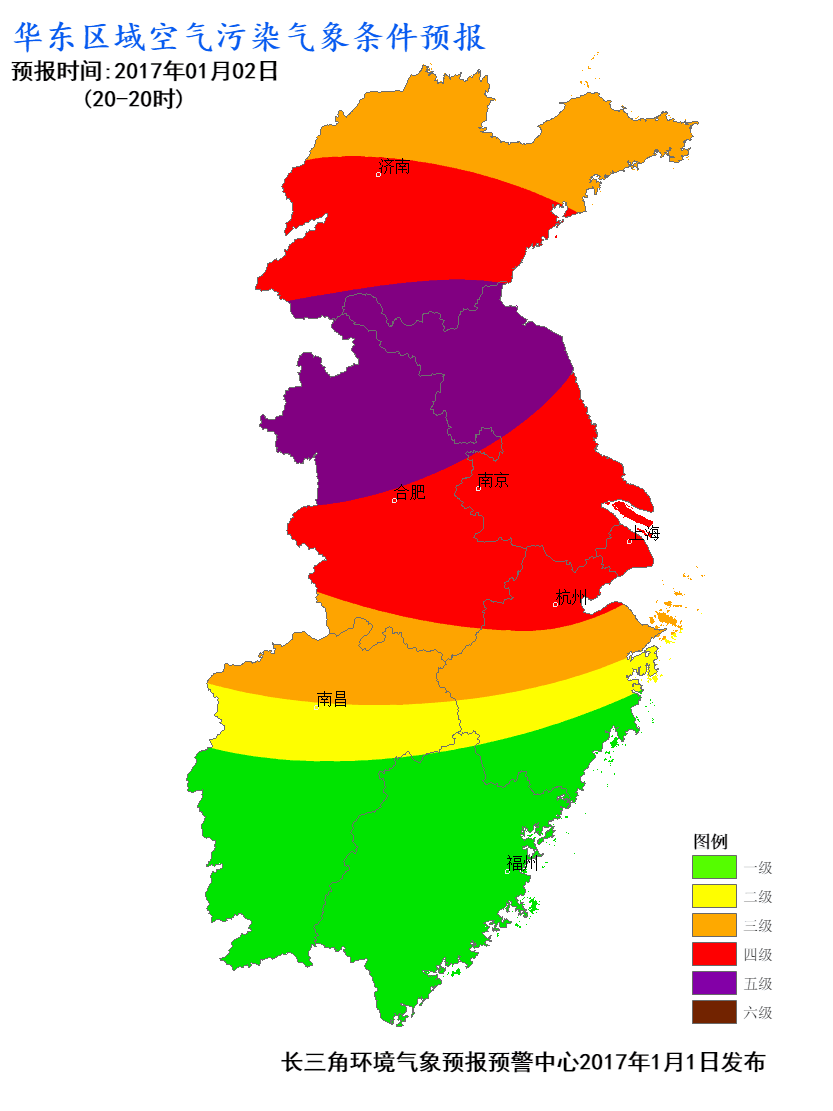 华东区域空气污染气象条件预报
预报时间:2017年01月02日
(20-20时)
济南
合肥
南京
上海
杭州
南昌
福州
图例
一级
二级
三级
四级
五级
六级
长三角环境气象预报预警中心2017年1月1日发布